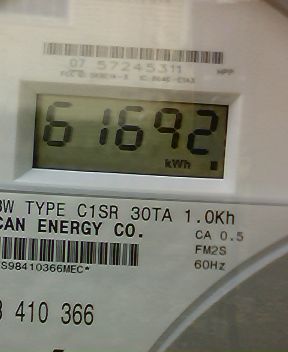 07 57245311
HPP
61692
kWh
3W TYPE C1SR 30TA 1.0Kh
CAN ENERGY CO.
CA 0.5
FM2S
60Hz
S98410366MEC*
410 366